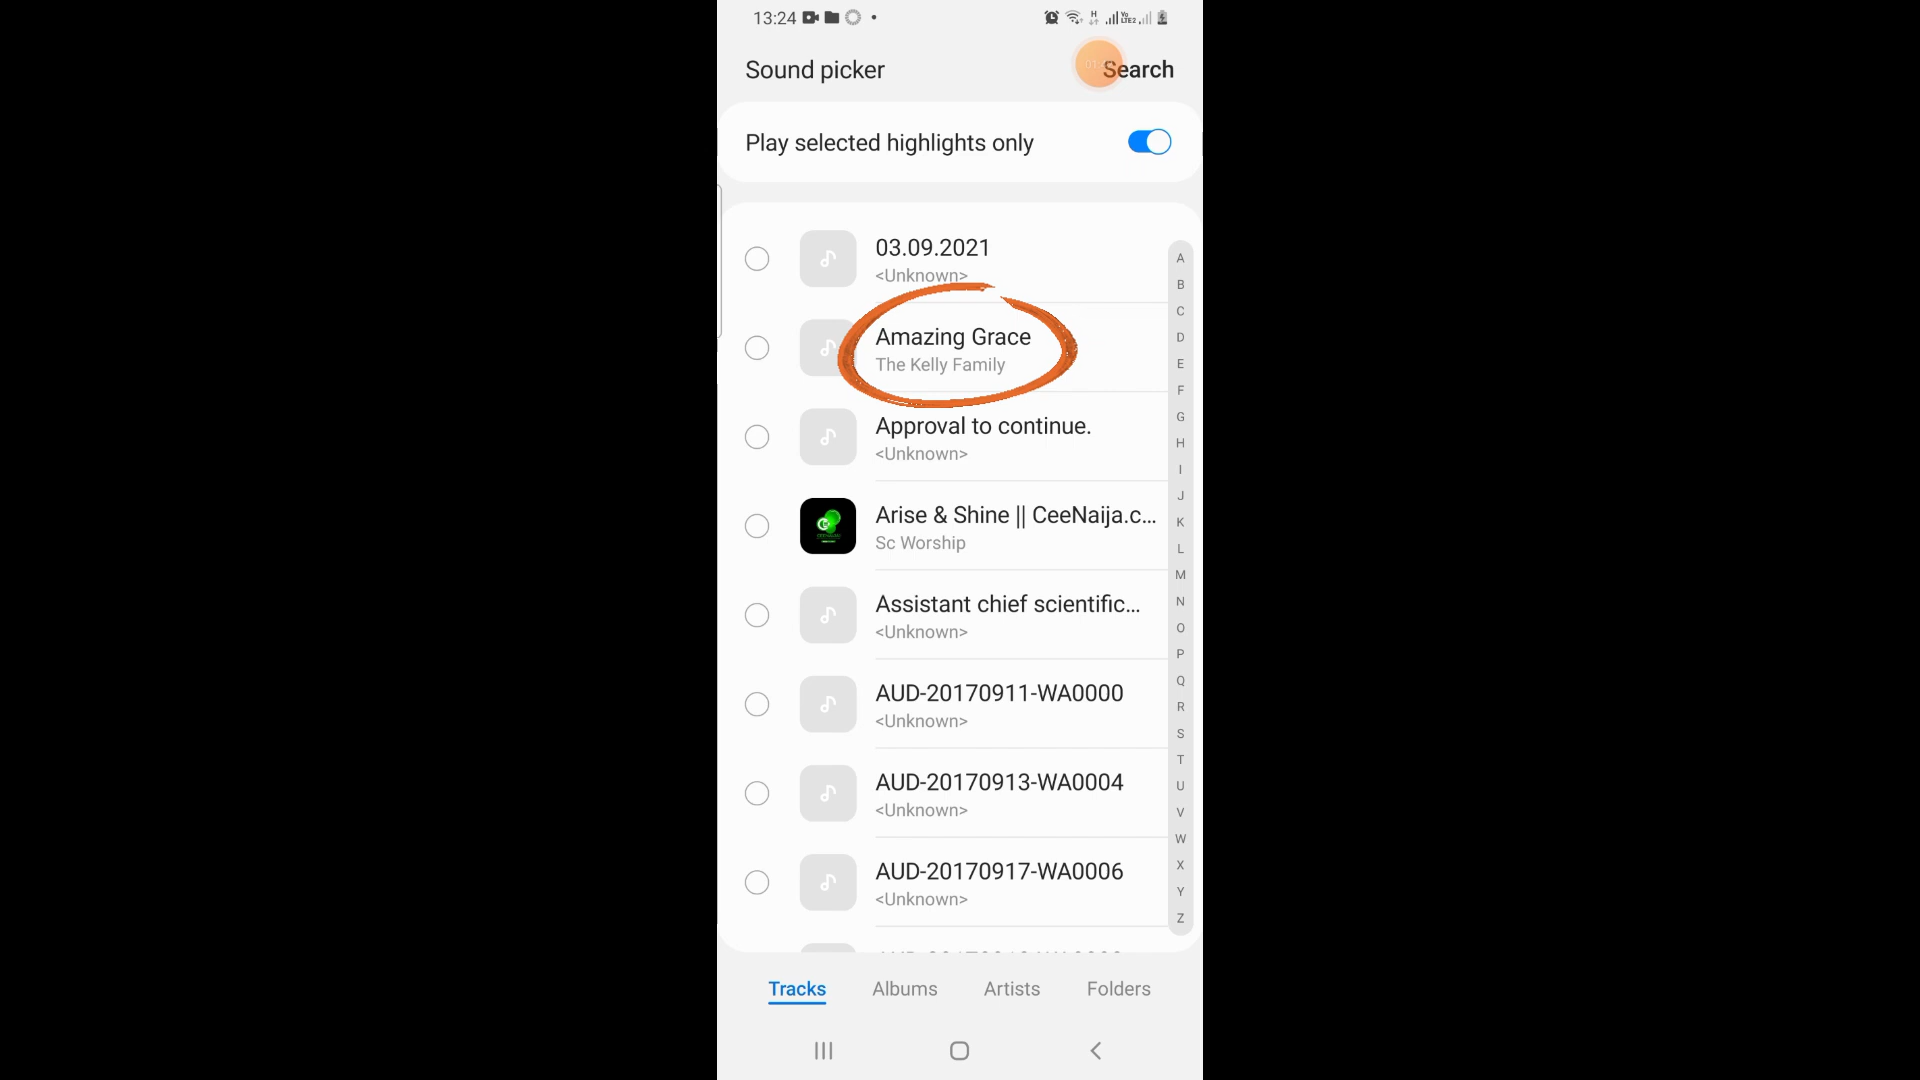 13:24
Sound picker
Search
Play selected highlights only
03.09.2021
<Unknown>
Amazing Grace
The Kelly Family
Approval to continue.
<Unknown>
Arise & Shine || CeeNaija.c...
Sc Worship
Assistant chief scientific...
<Unknown>
AUD-20170911-WA0000
<Unknown>
AUD-20170913-WA0004
<Unknown>
AUD-20170917-WA0006
<Unknown>
A
B
C
D
E
F
G
H
I
J
K
L
M
N
O
P
Q
R
S
T
U
V
W
X
Y
Z
Tracks
Albums
Artists
Folders